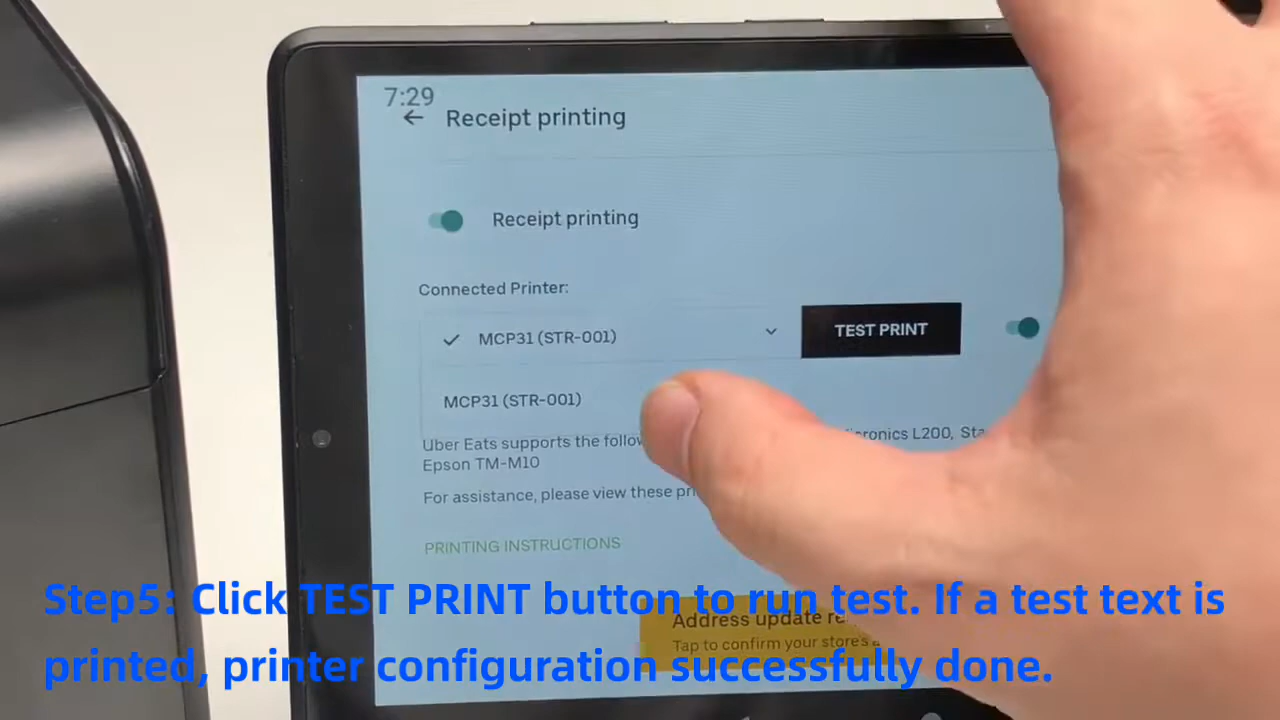 7:29
Receipt printing
Receipt printing
Connected Printer:
MCP31 (STR-001)
TEST PRINT
MCP31 (STR-001)
Uber Eats supports the follow L200, Sta
Epson TM-M10
For assistance, please view these
PRINTING INSTRUCTIONS
Address update
Tap to confirm your store's
Step5: Click TEST PRINT button to run test. If a test text is
printed, printer configuration successfully done.